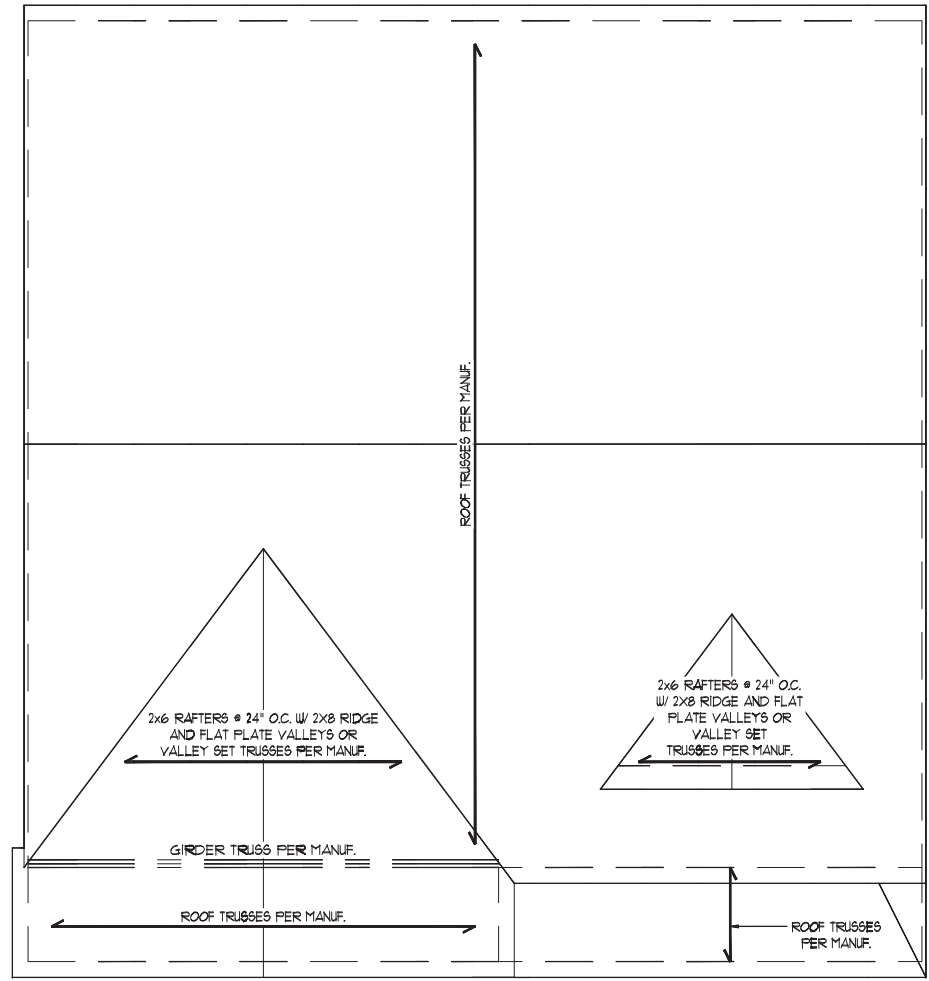 ROOF TRUSSES PER MANUF.
2x6 RAFTERS @ 24" O.C. W/ 2X8 RIDGE
AND FLAT PLATE VALLEYS OR
VALLEY SET TRUSSES PER MANUF.
2x6 RAFTERS @ 24" O.C.
W/ 2X8 RIDGE AND FLAT
PLATE VALLEYS OR
VALLEY SET
TRUSSES PER MANUF.
GIRDER TRUSS PER MANUF.
ROOF TRUSSES PER MANUF.
ROOF TRUSSES
PER MANUF.